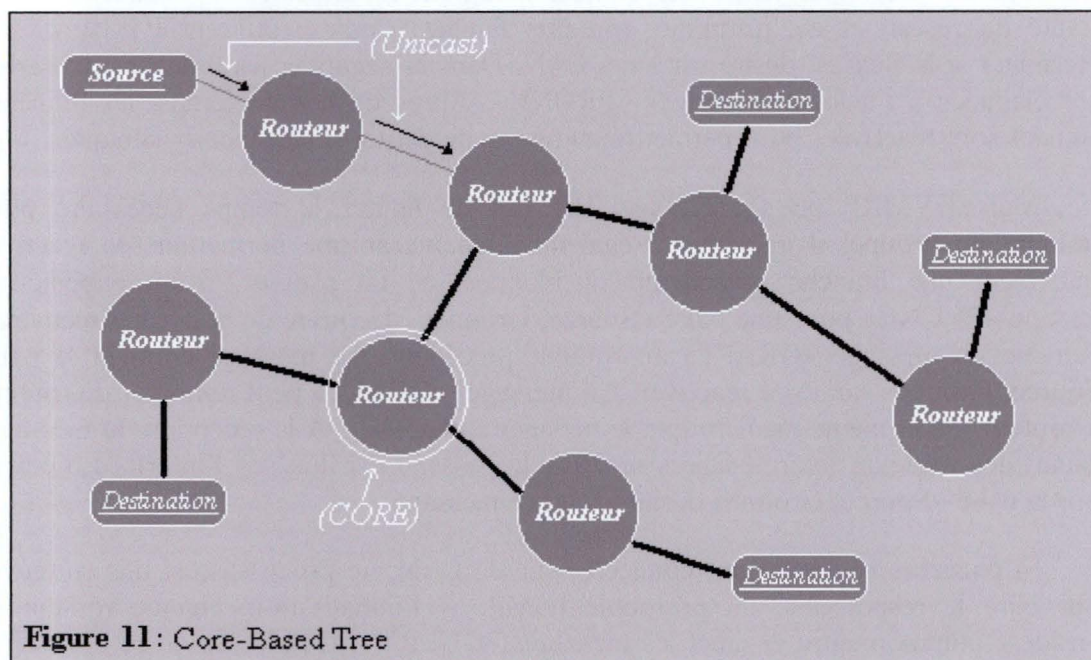 (Unicast)
Source
Routeur
Destination
Routeur
Routeur
Destination
Routeur
Routeur
Routeur
Destination
(CORE)
Routeur
Destination
Figure 11: Core-Based Tree